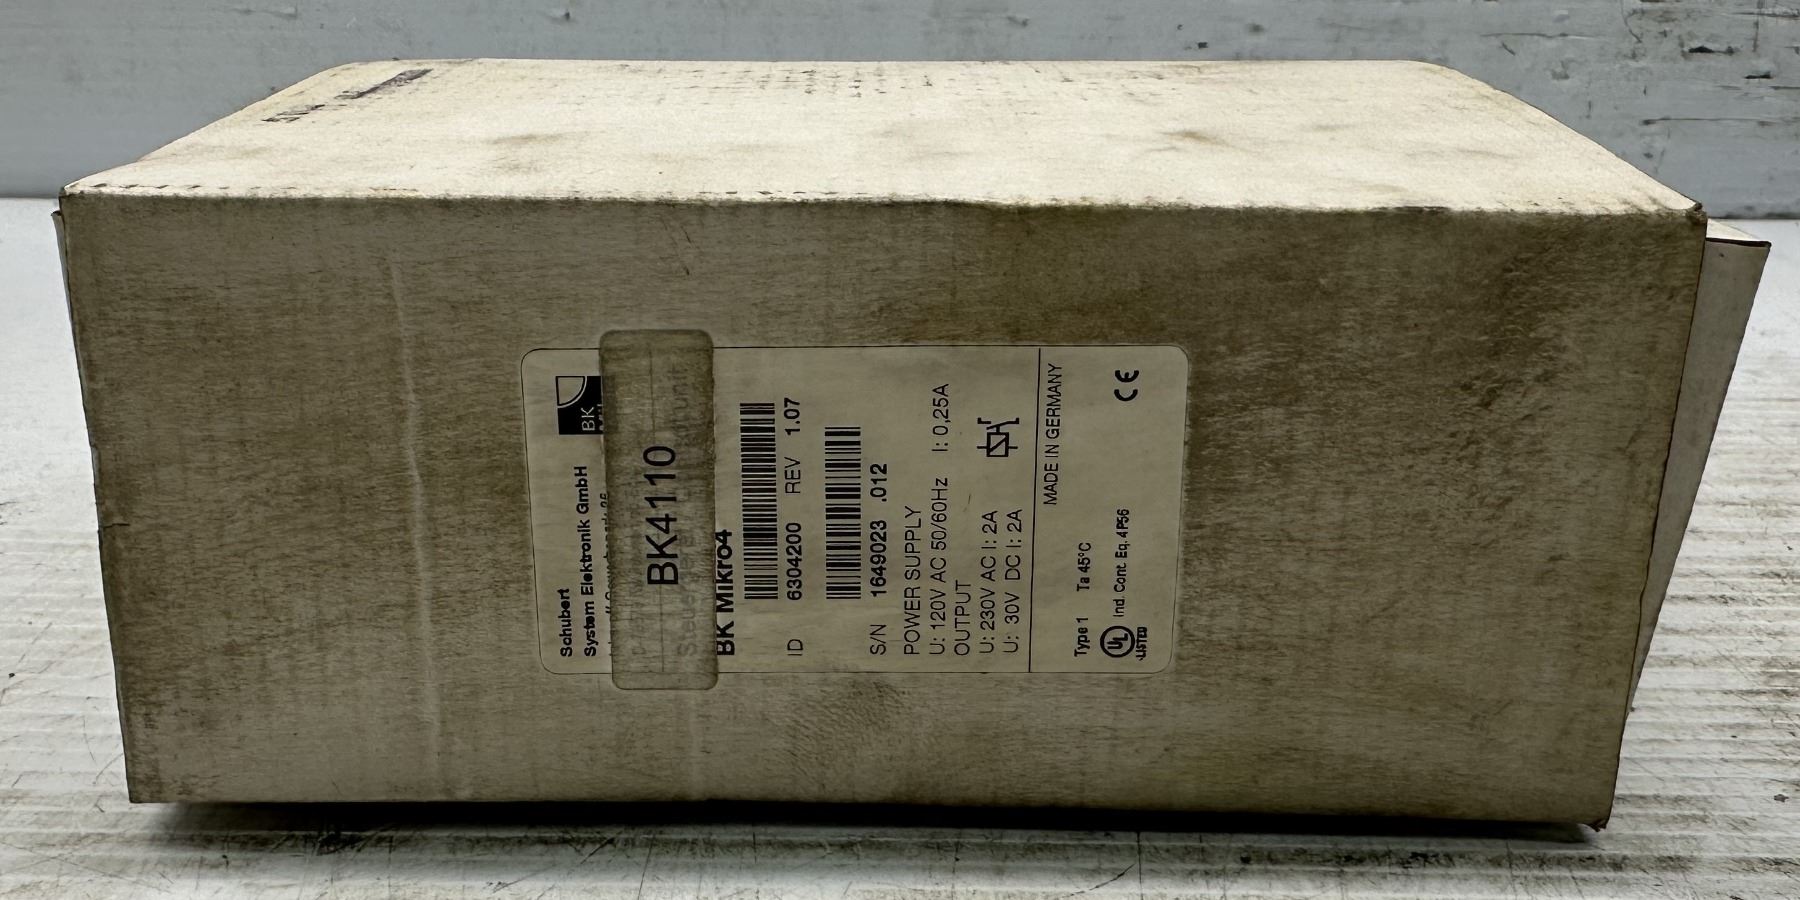 BK
Schubert
System Elektronik GmbH
BK4110
BK Mikro4
ID 6304200 REV 1.07
S/N 1649023 .012
POWER SUPPLY
U: 120V AC 50/60Hz I: 0,25A
OUTPUT
U: 230V AC I: 2A
U: 30V DC I: 2A
MADE IN GERMANY
Type 1 Ta 45°C
CE
UL Ind. Cont. Eq. 4P56
LISTED